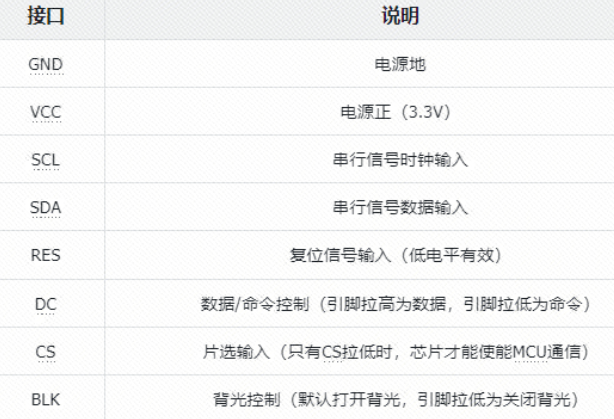 接口 说明
GND 电源地
VCC 电源正（3.3V）
SCL 串行信号时钟输入
SDA 串行信号数据输入
RES 复位信号输入（低电平有效）
DC 数据/命令控制（引脚拉高为数据，引脚拉低为命令）
CS 片选输入（只有CS拉低时，芯片才能使能MCU通信）
BLK 背光控制（默认打开背光，引脚拉低为关闭背光）